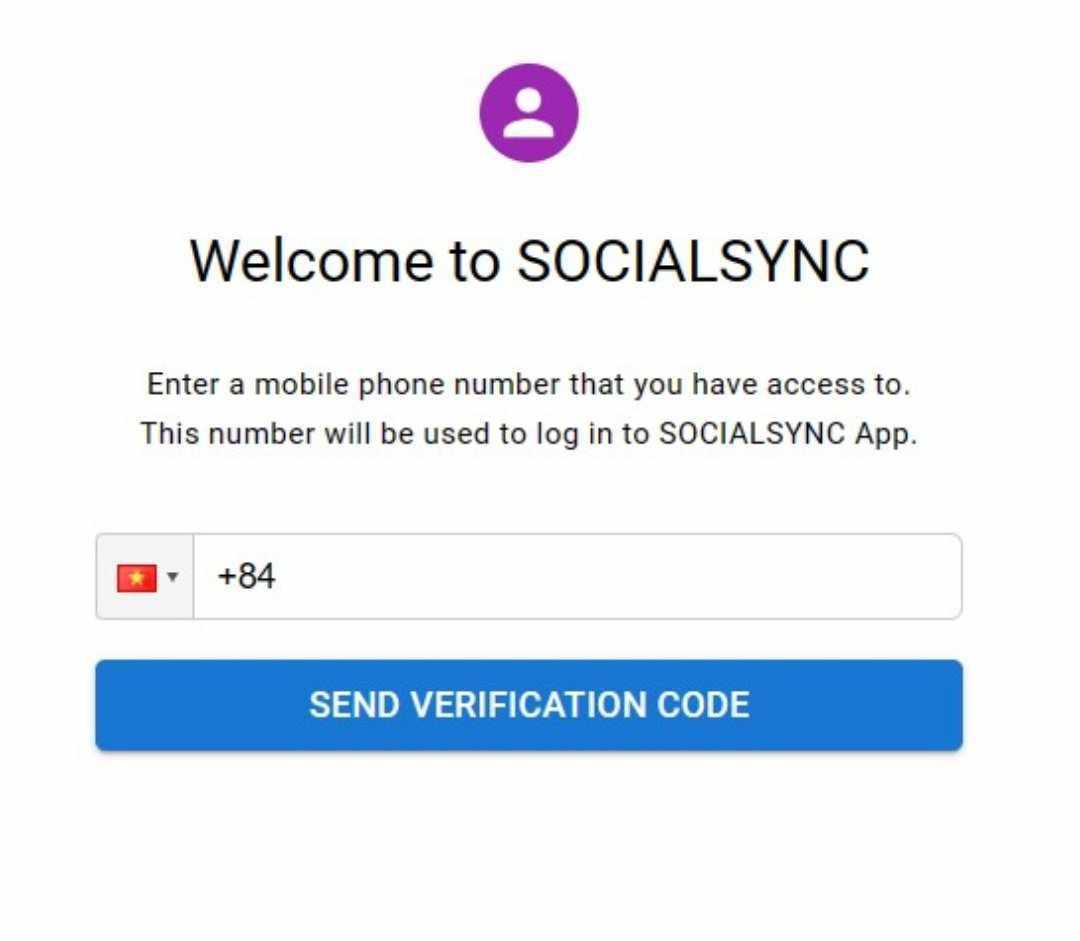 Welcome to SOCIALSYNC
Enter a mobile phone number that you have access to.
This number will be used to log in to SOCIALSYNC App.
+84
SEND VERIFICATION CODE